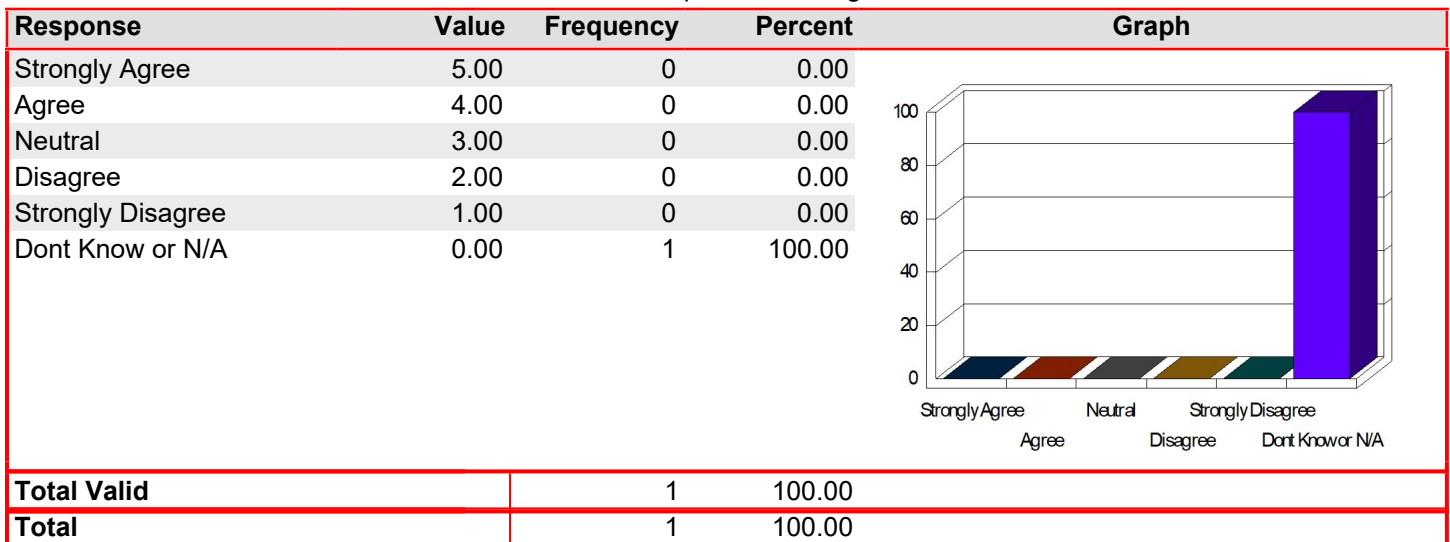 Response Value Frequency Percent Graph
Strongly Agree 5.00 0 0.00
Agree 4.00 0 0.00
Neutral 3.00 0 0.00
Disagree 2.00 0 0.00
Strongly Disagree 1.00 0 0.00
Dont Know or N/A 0.00 1 100.00
100
80
60
40
20
0
Strongly Agree Neutral Strongly Disagree
Agree Disagree Dont Know or N/A
Total Valid 1 100.00
Total 1 100.00